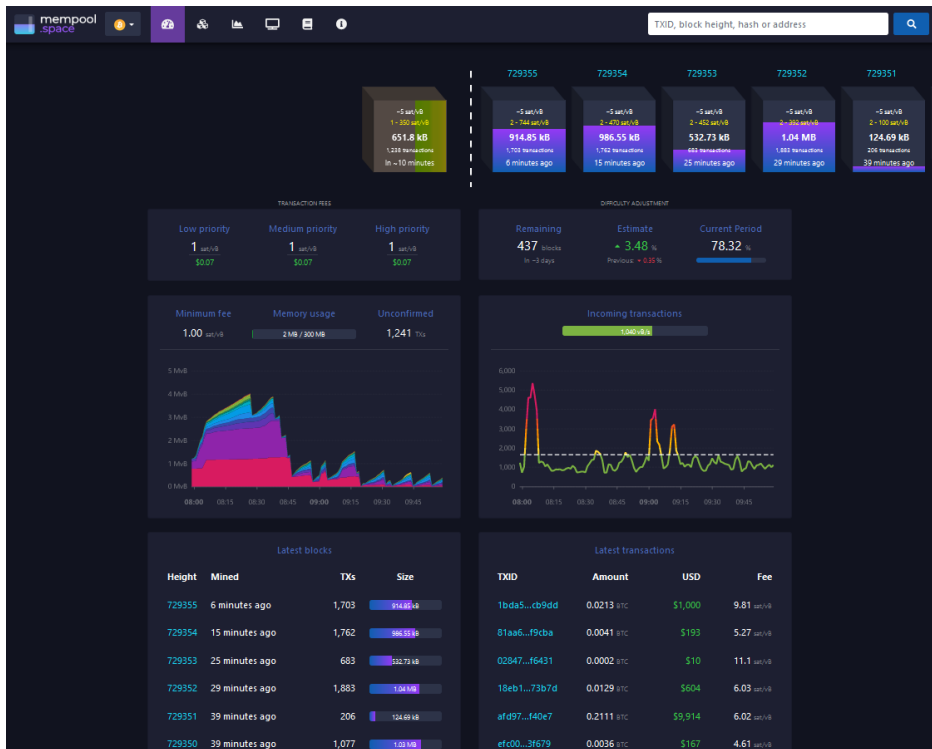 mempool
.space
TXID, block height, hash or address
729355 729354 729353 729352 729351
~5 sat/vB
1 - 350 sat/vB
651.8 kB
1,238 transactions
In ~10 minutes
~5 sat/vB
2 - 744 sat/vB
914.85 kB
1,703 transactions
6 minutes ago
~5 sat/vB
2 - 470 sat/vB
986.55 kB
1,762 transactions
15 minutes ago
~5 sat/vB
2 - 452 sat/vB
532.73 kB
683 transactions
25 minutes ago
~5 sat/vB
2 - 382 sat/vB
1.04 MB
1,883 transactions
29 minutes ago
~5 sat/vB
2 - 100 sat/vB
124.69 kB
206 transactions
39 minutes ago
TRANSACTION FEES
Low priority Medium priority High priority
1 sat/vB 1 sat/vB 1 sat/vB
$0.07 $0.07 $0.07
DIFFICULTY ADJUSTMENT
Remaining Estimate Current Period
437 blocks 3.48 % 78.32 %
In ~3 days Previous: 0.35 %
Minimum fee Memory usage Unconfirmed
1.00 sat/vB 2 MB / 300 MB 1,241 TXs
5 MvB
4 MvB
3 MvB
2 MvB
1 MvB
0 MvB
08:00 08:15 08:30 08:45 09:00 09:15 09:30 09:45
Incoming transactions
1,040 vB/s
6,000
5,000
4,000
3,000
2,000
1,000
0
08:00 08:15 08:30 08:45 09:00 09:15 09:30 09:45
Latest blocks
Height Mined TXs Size
729355 6 minutes ago 1,703 914.85 kB
729354 15 minutes ago 1,762 986.55 kB
729353 25 minutes ago 683 532.73 kB
729352 29 minutes ago 1,883 1.04 MB
729351 39 minutes ago 206 124.69 kB
729350 39 minutes ago 1,077 1.03 MB
Latest transactions
TXID Amount USD Fee
1bda5...cb9dd 0.0213 BTC $1,000 9.81 sat/vB
81aa6...f9cba 0.0041 BTC $193 5.27 sat/vB
02847...f6431 0.0002 BTC $10 11.1 sat/vB
18eb1...73b7d 0.0129 BTC $604 6.03 sat/vB
afd97...f40e7 0.2111 BTC $9,914 6.02 sat/vB
efc00...3f679 0.0036 BTC $167 4.61 sat/vB